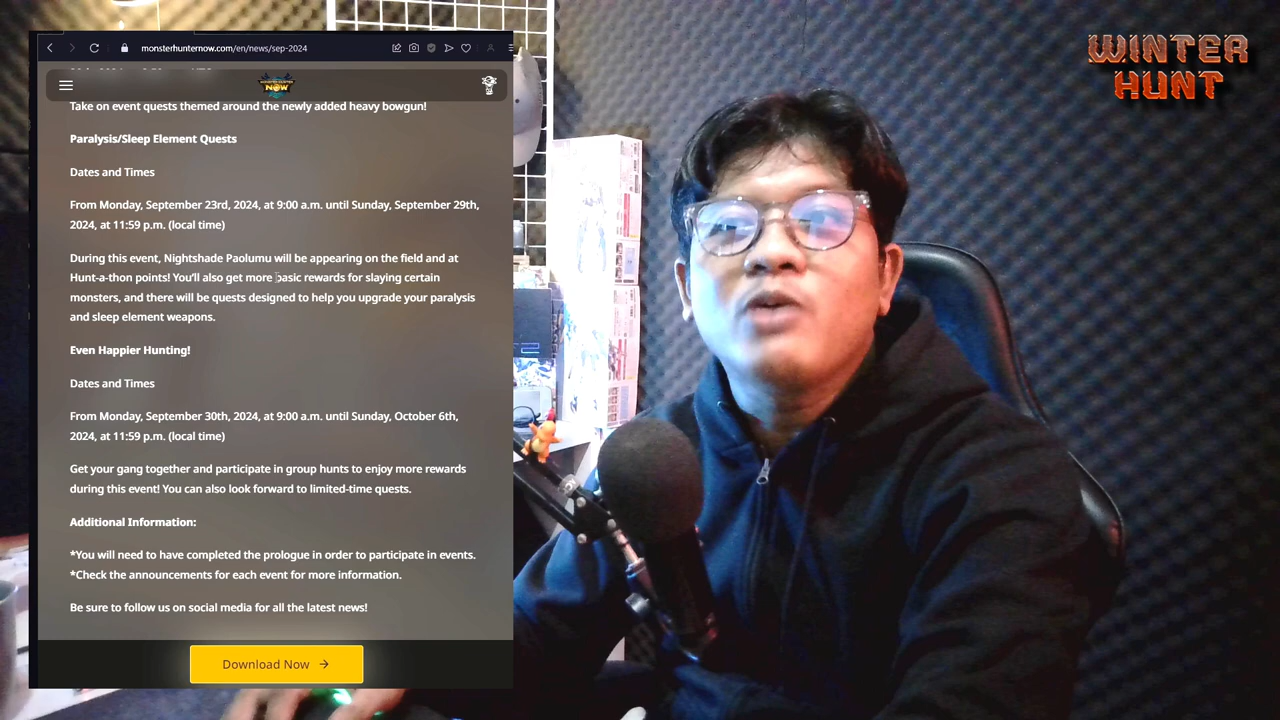 monsterhunternow.com/en/news/sep-2024
MONSTER HUNTER
NOW
Take on event quests themed around the newly added heavy bowgun!
Paralysis/Sleep Element Quests
Dates and Times
From Monday, September 23rd, 2024, at 9:00 a.m. until Sunday, September 29th,
2024, at 11:59 p.m. (local time)
During this event, Nightshade Paolumu will be appearing on the field and at
Hunt-a-thon points! You'll also get more basic rewards for slaying certain
monsters, and there will be quests designed to help you upgrade your paralysis
and sleep element weapons.
Even Happier Hunting!
Dates and Times
From Monday, September 30th, 2024, at 9:00 a.m. until Sunday, October 6th,
2024, at 11:59 p.m. (local time)
Get your gang together and participate in group hunts to enjoy more rewards
during this event! You can also look forward to limited-time quests.
Additional Information:
*You will need to have completed the prologue in order to participate in events.
*Check the announcements for each event for more information.
Be sure to follow us on social media for all the latest news!
Download Now →
WINTER
HUNT